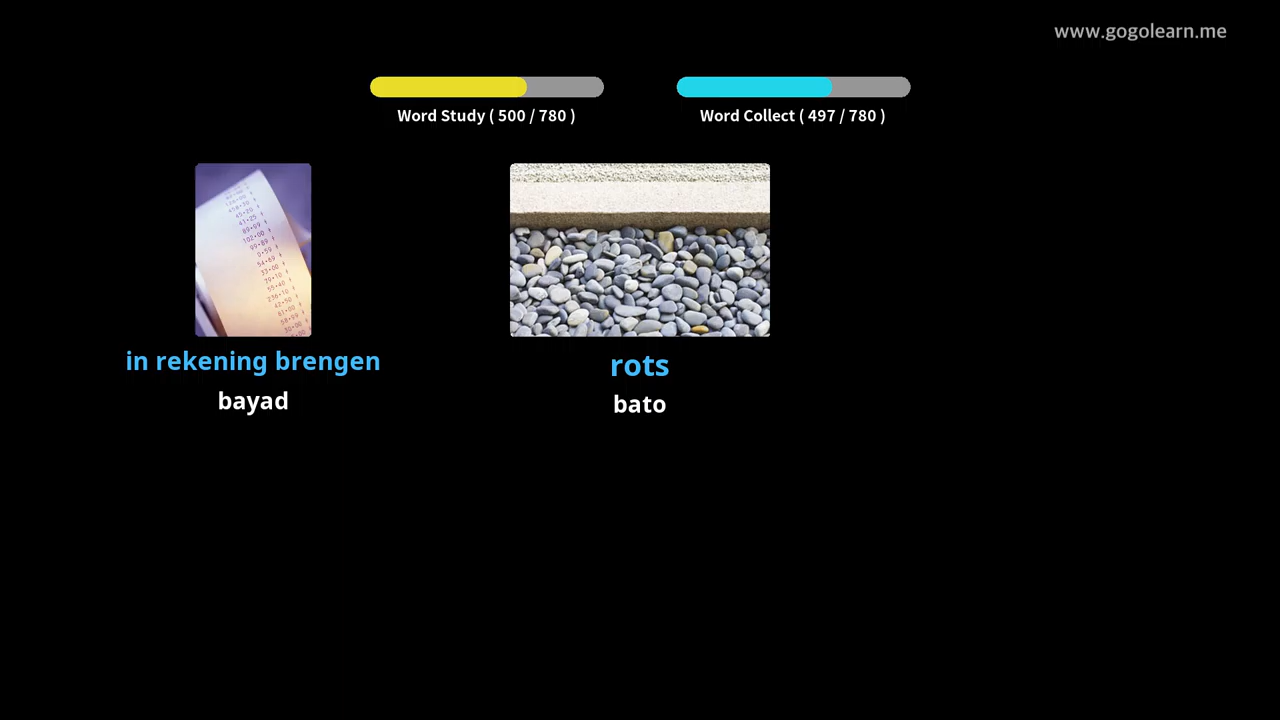 www.gogolearn.me
Word Study ( 500 / 780 )
Word Collect ( 497 / 780 )
in rekening brengen
bayad
rots
bato